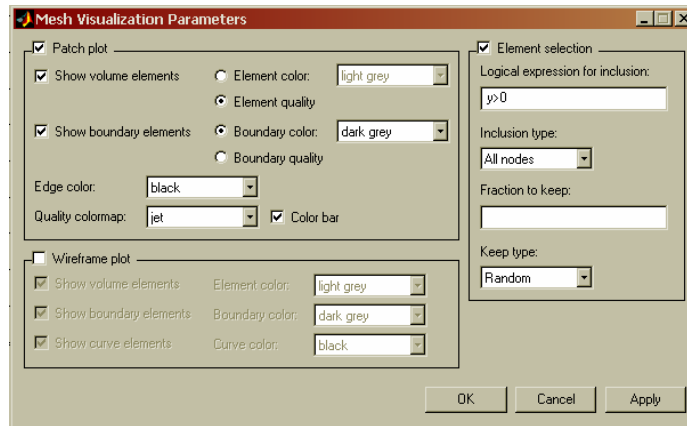 Mesh Visualization Parameters
Patch plot
Show volume elements
Element color:
light grey
Element quality
Show boundary elements
Boundary color:
dark grey
Boundary quality
Edge color:
black
Quality colormap:
jet
Color bar
Wireframe plot
Show volume elements
Element color:
light grey
Show boundary elements
Boundary color:
dark grey
Show curve elements
Curve color:
black
Element selection
Logical expression for inclusion:
y>0
Inclusion type:
All nodes
Fraction to keep:
Keep type:
Random
OK
Cancel
Apply